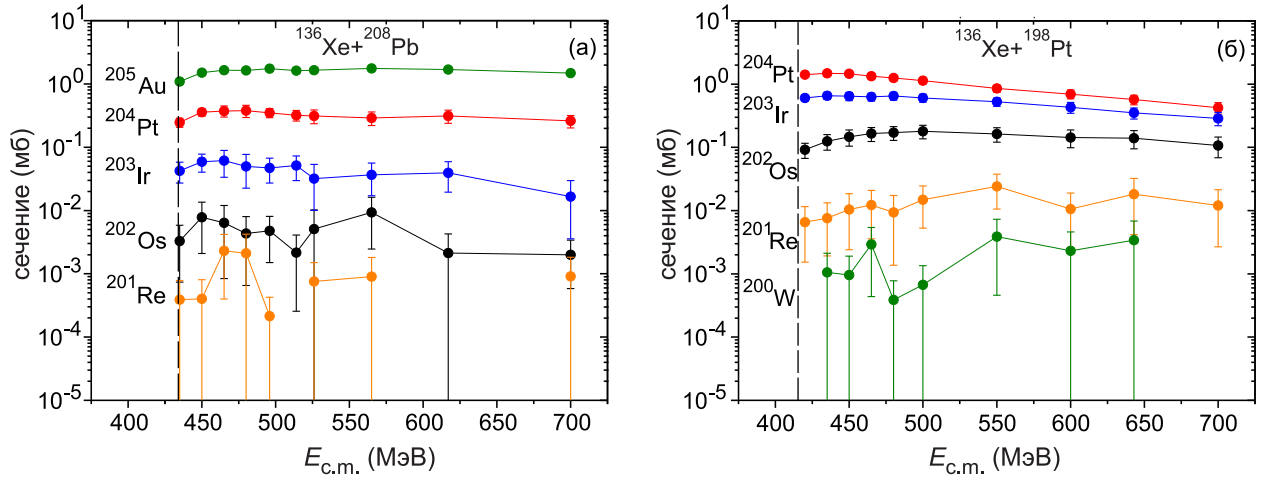 10¹
10⁰
10⁻¹
10⁻²
10⁻³
10⁻⁴
10⁻⁵
сечение (мб)
¹³⁶Xe+²⁰⁸Pb
(а)
²⁰⁵Au
²⁰⁴Pt
²⁰³Ir
²⁰²Os
²⁰¹Re
400 450 500 550 600 650 700
E_c.m. (МэВ)
10¹
10⁰
10⁻¹
10⁻²
10⁻³
10⁻⁴
10⁻⁵
сечение (мб)
¹³⁶Xe+¹⁹⁸Pt
(б)
²⁰⁴Pt
²⁰³Ir
²⁰²Os
²⁰¹Re
²⁰⁰W
400 450 500 550 600 650 700
E_c.m. (МэВ)